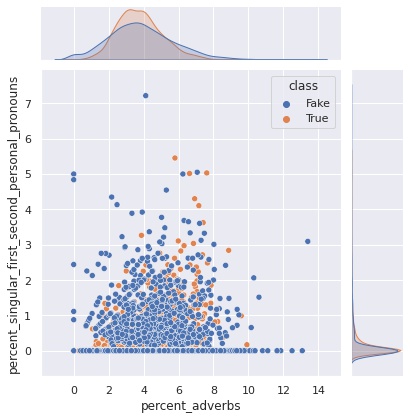 class
Fake
True
7
6
5
4
3
2
1
0
percent_singular_first_second_personal_pronouns
0 2 4 6 8 10 12 14
percent_adverbs